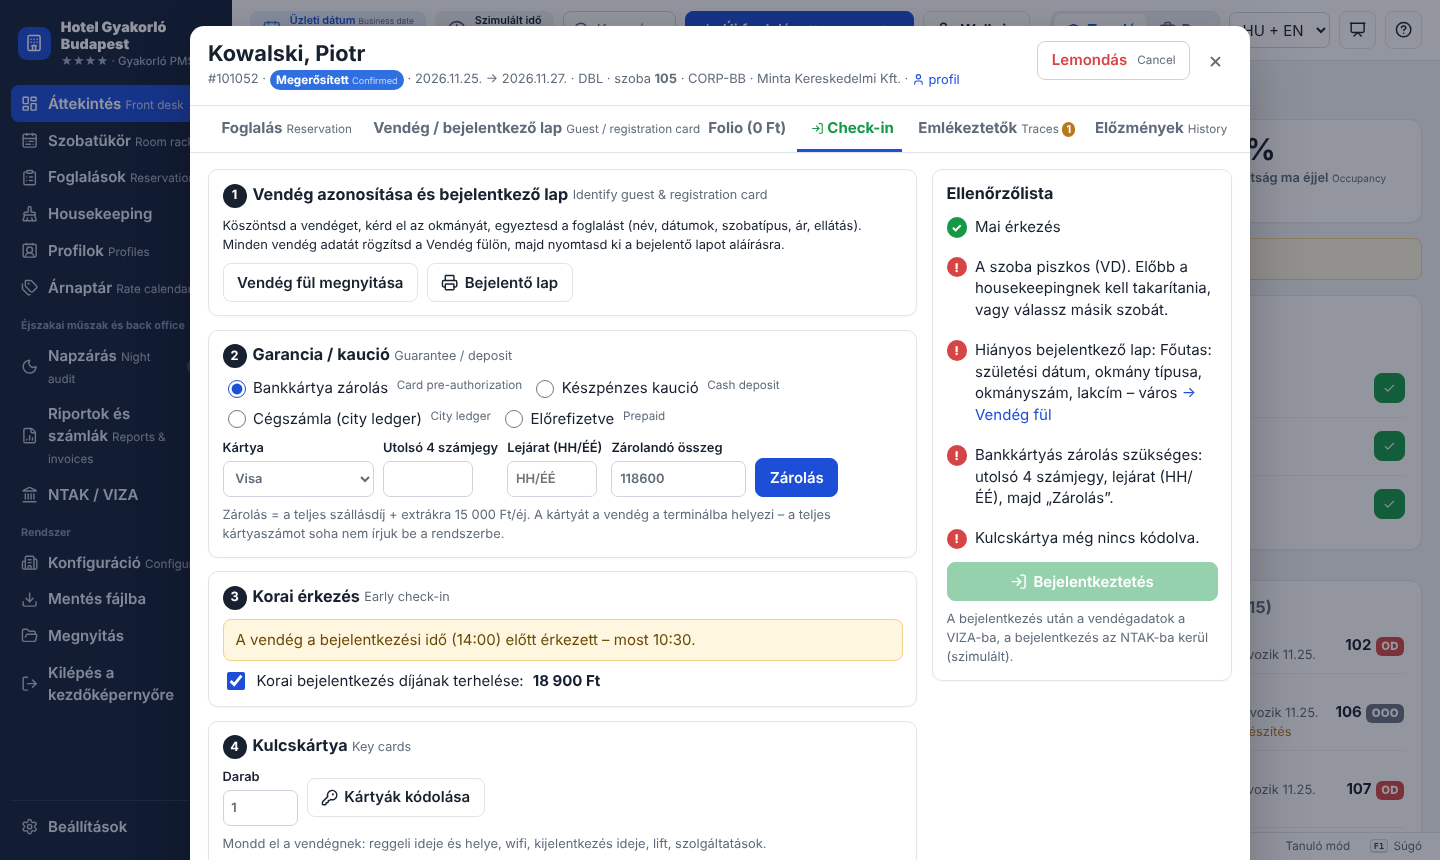 Hotel Gyakorló
Budapest
★★★★ · Gyakorló PMS
Áttekintés Front desk
Szobatükör Room rack
Foglalások
Housekeeping
Profilok Profiles
Árnaptár Rate calendar
Éjszakai műszak és back office
Napzárás Night
audit
Riportok és
számlák Reports &
invoices
NTAK / VIZA
Rendszer
Konfiguráció
Mentés fájlba
Megnyitás
Kilépés a
kezdőképernyőre
Beállítások
Üzleti dátum Business date
Szimulált idő
HU + EN
Kowalski, Piotr
#101052 · Megerősített Confirmed · 2026.11.25. → 2026.11.27. · DBL · szoba 105 · CORP-BB · Minta Kereskedelmi Kft. · profil
Lemondás Cancel
Foglalás Reservation
Vendég / bejelentkező lap Guest / registration card
Folio (0 Ft)
Check-in
Emlékeztetők Traces 1
Előzmények History
1 Vendég azonosítása és bejelentkező lap Identify guest & registration card
Köszöntsd a vendéget, kérd el az okmányát, egyeztesd a foglalást (név, dátumok, szobatípus, ár, ellátás).
Minden vendég adatát rögzítsd a Vendég fülön, majd nyomtasd ki a bejelentő lapot aláírásra.
Vendég fül megnyitása
Bejelentő lap
2 Garancia / kaució Guarantee / deposit
Bankkártya zárolás Card pre-authorization
Készpénzes kaució Cash deposit
Cégszámla (city ledger) City ledger
Előrefizetve Prepaid
Kártya
Utolsó 4 számjegy
Lejárat (HH/ÉÉ)
Zárolandó összeg
Visa
HH/ÉÉ
118600
Zárolás
Zárolás = a teljes szállásdíj + extrákra 15 000 Ft/éj. A kártyát a vendég a terminálba helyezi – a teljes
kártyaszámot soha nem írjuk be a rendszerbe.
3 Korai érkezés Early check-in
A vendég a bejelentkezési idő (14:00) előtt érkezett – most 10:30.
Korai bejelentkezés díjának terhelése: 18 900 Ft
4 Kulcskártya Key cards
Darab
1
Kártyák kódolása
Mondd el a vendégnek: reggeli ideje és helye, wifi, kijelentkezés ideje, lift, szolgáltatások.
Ellenőrzőlista
Mai érkezés
A szoba piszkos (VD). Előbb a
housekeepingnek kell takarítania,
vagy válassz másik szobát.
Hiányos bejelentkező lap: Főutas:
születési dátum, okmány típusa,
okmányszám, lakcím – város →
Vendég fül
Bankkártyás zárolás szükséges:
utolsó 4 számjegy, lejárat (HH/
ÉÉ), majd „Zárolás”.
Kulcskártya még nincs kódolva.
Bejelentkeztetés
A bejelentkezés után a vendégadatok a
VIZA-ba, a bejelentkezés az NTAK-ba kerül
(szimulált).
%
ma éjjel Occupancy
15)
11.25.
102 OD
11.25.
106 OOO
11.25.
107 OD
Tanuló mód
F1 Súgó